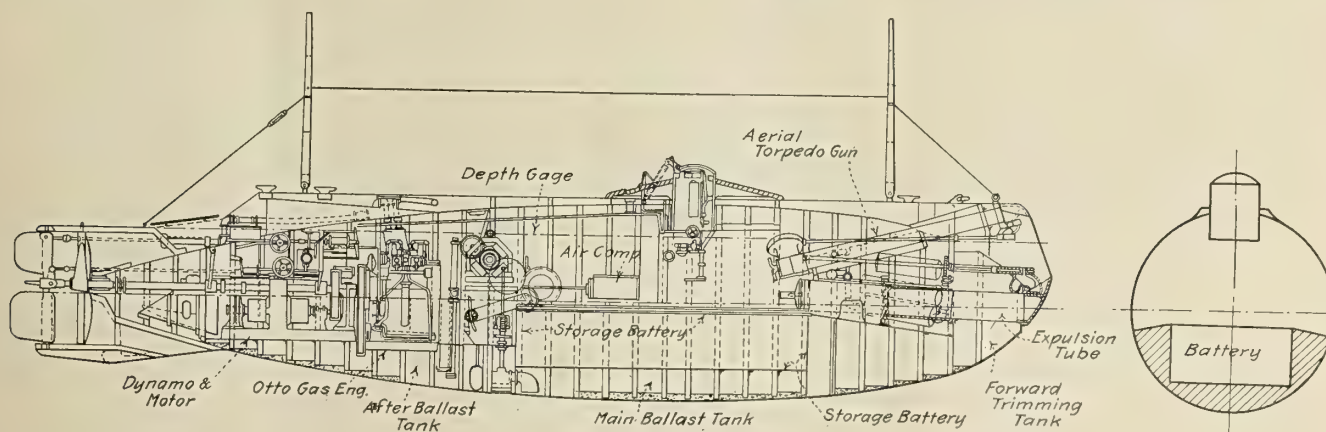 Aerial
Torpedo Gun
Depth Gage
Air Comp
Storage Battery
Battery
Expulsion
Tube
Dynamo &
Motor
Otto Gas Eng.
After Ballast
Tank
Main Ballast Tank
Storage Battery
Forward
Trimming
Tank